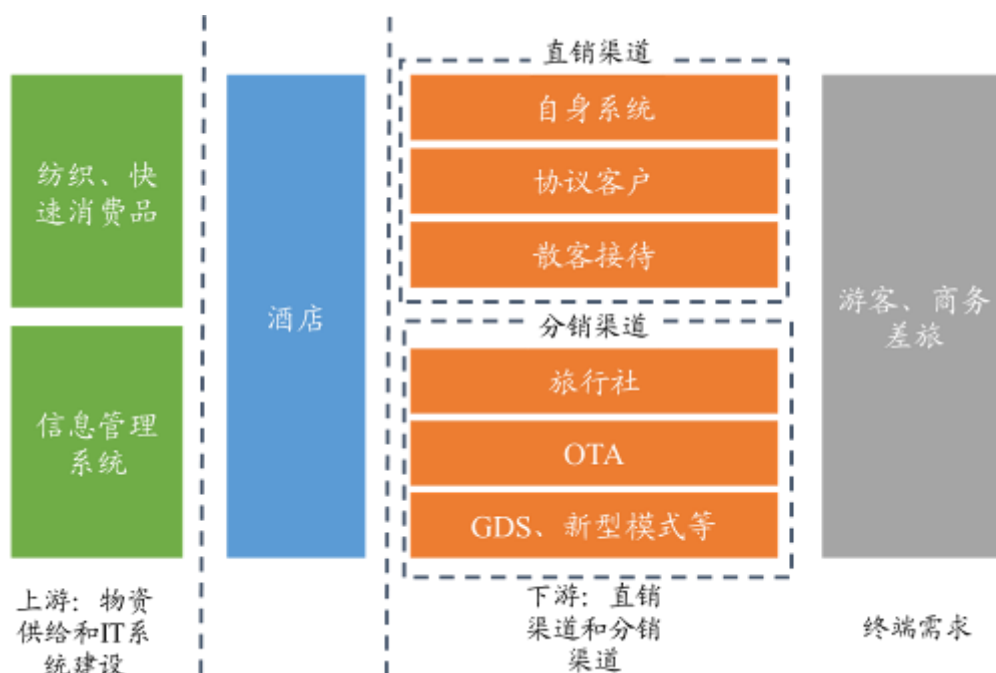 纺织、快
速消费品
信息管理
系统
上游：物资
供给和IT系
统建设
酒店
直销渠道
自身系统
协议客户
散客接待
分销渠道
旅行社
OTA
GDS、新型模式等
下游：直销
渠道和分销
渠道
游客、商务
差旅
终端需求